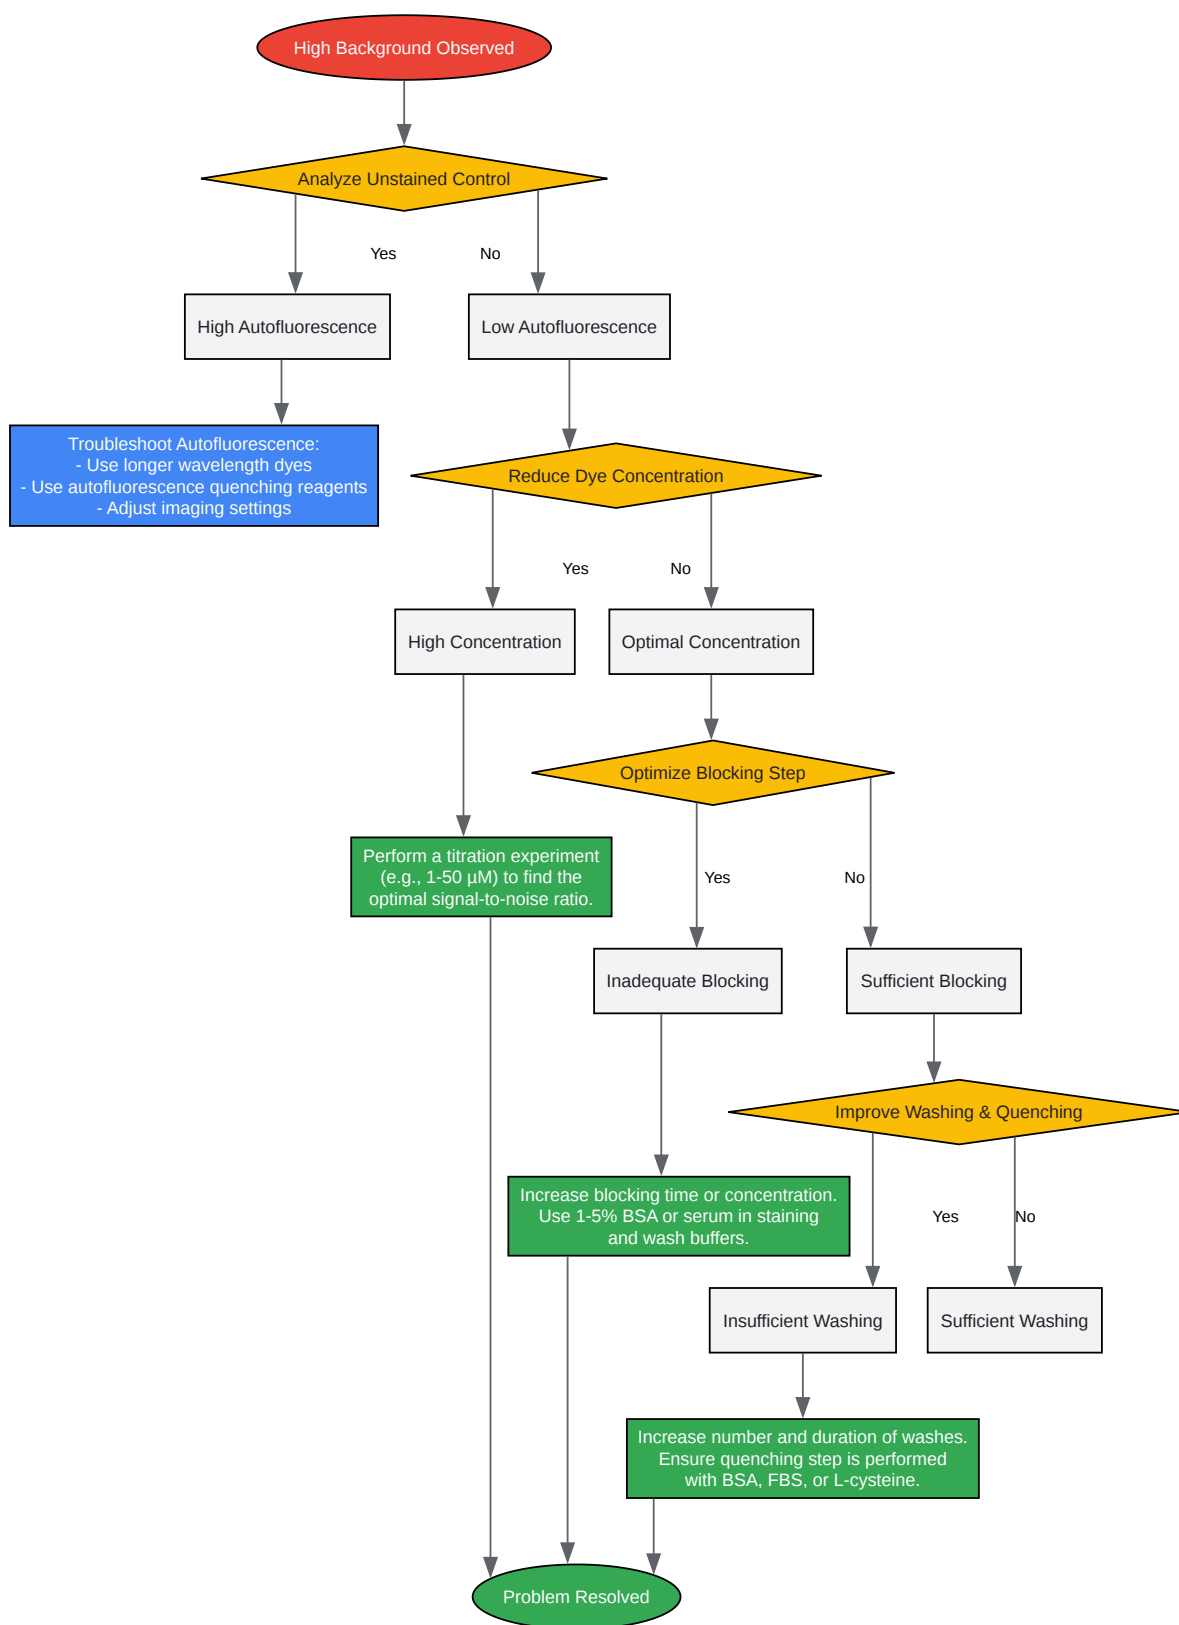 High Background Observed
Analyze Unstained Control
Yes
No
High Autofluorescence
Low Autofluorescence
Troubleshoot Autofluorescence:
- Use longer wavelength dyes
- Use autofluorescence quenching reagents
- Adjust imaging settings
Reduce Dye Concentration
Yes
No
High Concentration
Optimal Concentration
Optimize Blocking Step
Perform a titration experiment
(e.g., 1-50 µM) to find the
optimal signal-to-noise ratio.
Yes
No
Inadequate Blocking
Sufficient Blocking
Improve Washing & Quenching
Increase blocking time or concentration.
Use 1-5% BSA or serum in staining
and wash buffers.
Yes
No
Insufficient Washing
Sufficient Washing
Increase number and duration of washes.
Ensure quenching step is performed
with BSA, FBS, or L-cysteine.
Problem Resolved